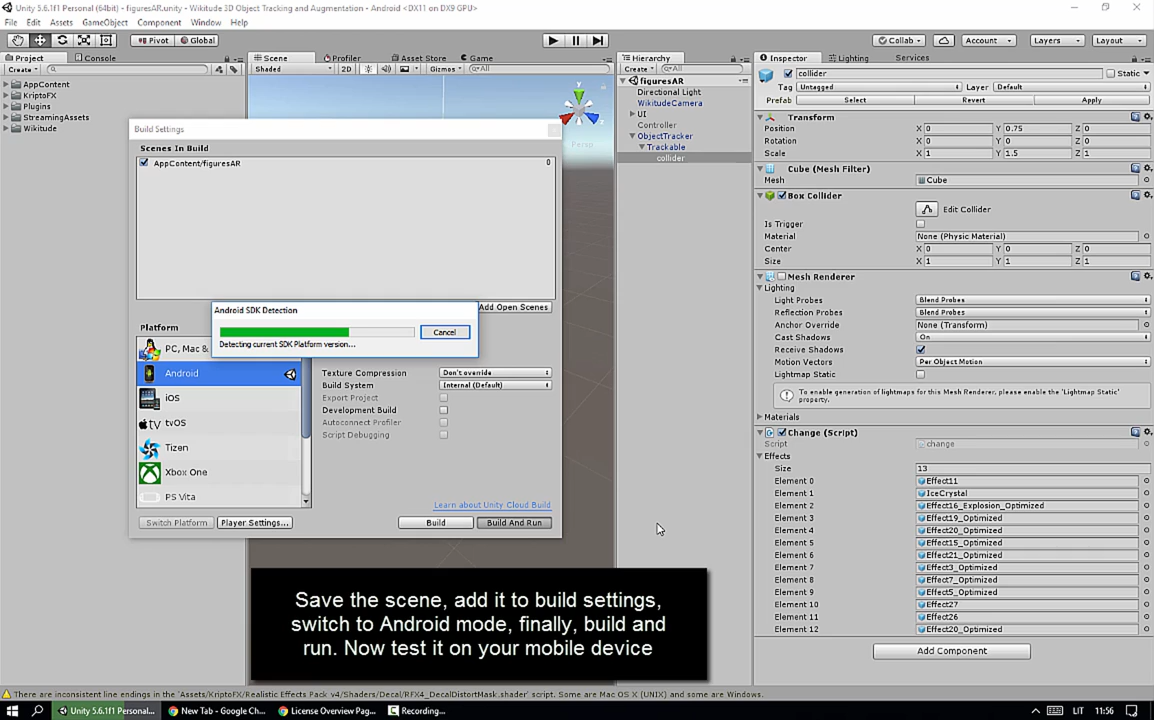 Unity 5.6.1f1 Personal (64bit) - figuresAR.unity - Wikitude 3D Object Tracking and Augmentation - Android <DX11 on DX9 GPU>
File Edit Assets GameObject Component Window Help
Pivot Global Collab Account Layers Layout
Project Console Scene Profiler Asset Store Game Hierarchy Inspector Lighting Services
Create Shaded 2D Gizmos All Create All
AppContent
KriptoFX
Plugins
StreamingAssets
Wikitude
y
Persp
figuresAR
Directional Light
WikitudeCamera
UI
Controller
ObjectTracker
Trackable
collider
Build Settings
Scenes In Build
AppContent/figuresAR 0
Add Open Scenes
Android SDK Detection
Cancel
Detecting current SDK Platform version...
Platform
PC, Mac &
Android
iOS
tv tvOS
Tizen
Xbox One
PS Vita
Texture Compression Don't override
Build System Internal (Default)
Export Project
Development Build
Autoconnect Profiler
Script Debugging
Learn about Unity Cloud Build
Switch Platform Player Settings... Build Build And Run
collider Static
Tag Untagged Layer Default
Prefab Select Revert Apply
Transform
Position X 0 Y 0.75 Z 0
Rotation X 0 Y 0 Z 0
Scale X 1 Y 1.5 Z 1
Cube (Mesh Filter)
Mesh Cube
Box Collider
Edit Collider
Is Trigger
Material None (Physic Material)
Center X 0 Y 0 Z 0
Size X 1 Y 1 Z 1
Mesh Renderer
Lighting
Light Probes Blend Probes
Reflection Probes Blend Probes
Anchor Override None (Transform)
Cast Shadows On
Receive Shadows
Motion Vectors Per Object Motion
Lightmap Static
To enable generation of lightmaps for this Mesh Renderer, please enable the 'Lightmap Static'
property.
Materials
Change (Script)
Script change
Effects
Size 13
Element 0 Effect11
Element 1 IceCrystal
Element 2 Effect16_Explosion_Optimized
Element 3 Effect19_Optimized
Element 4 Effect20_Optimized
Element 5 Effect15_Optimized
Element 6 Effect21_Optimized
Element 7 Effect3_Optimized
Element 8 Effect7_Optimized
Element 9 Effect5_Optimized
Element 10 Effect27
Element 11 Effect26
Element 12 Effect20_Optimized
Add Component
Save the scene, add it to build settings,
switch to Android mode, finally, build and
run. Now test it on your mobile device
There are inconsistent line endings in the 'Assets/KriptoFX/Realistic Effects Pack v4/Shaders/Decal/RFX4_DecalDistortMask.shader' script. Some are Mac OS X (UNIX) and some are Windows.
Unity 5.6.1f1 Personal... New Tab - Google Ch... License Overview Pag... Recording... LIT 11:56